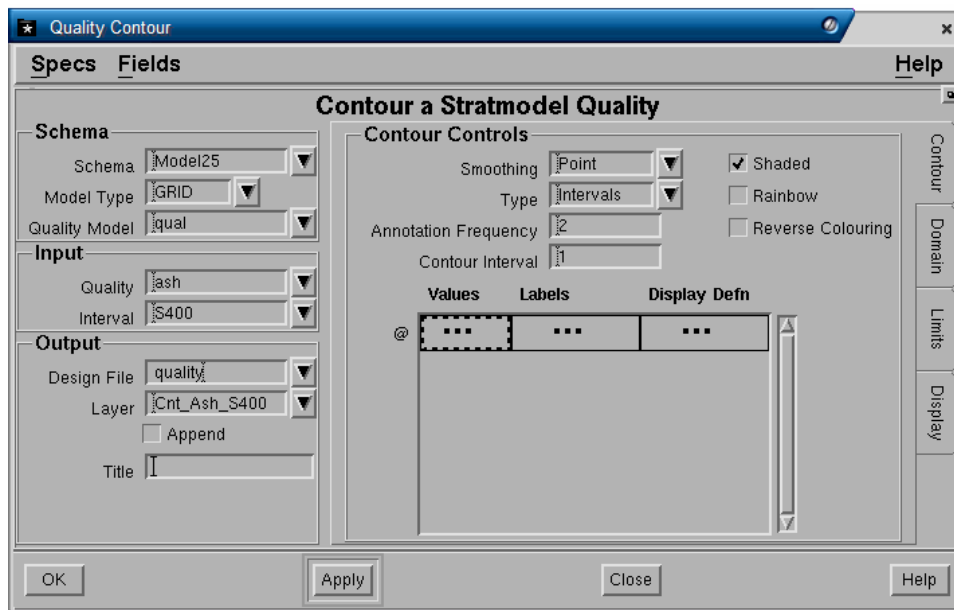 Quality Contour
Specs Fields Help
Contour a Stratmodel Quality
Schema
Schema Model25
Model Type GRID
Quality Model qual
Input
Quality ash
Interval S400
Output
Design File quality
Layer Cnt_Ash_S400
Append
Title
Contour Controls
Smoothing Point
Type Intervals
Annotation Frequency 2
Contour Interval 1
Shaded
Rainbow
Reverse Colouring
Values Labels Display Defn
@ ... ... ...
Contour
Domain
Limits
Display
OK Apply Close Help